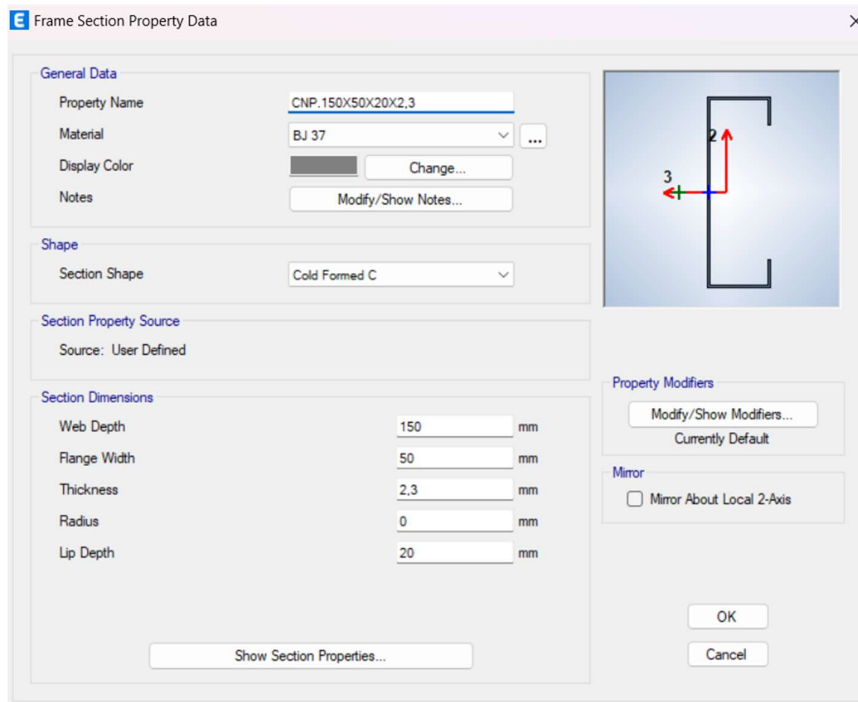 E Frame Section Property Data
General Data
Property Name CNP.150X50X20X2,3
Material BJ 37 ...
Display Color Change...
Notes Modify/Show Notes...
2
3
Shape
Section Shape Cold Formed C
Section Property Source
Source: User Defined
Property Modifiers
Modify/Show Modifiers...
Currently Default
Section Dimensions
Web Depth 150 mm
Flange Width 50 mm
Thickness 2,3 mm
Radius 0 mm
Lip Depth 20 mm
Mirror
Mirror About Local 2-Axis
Show Section Properties...
OK
Cancel